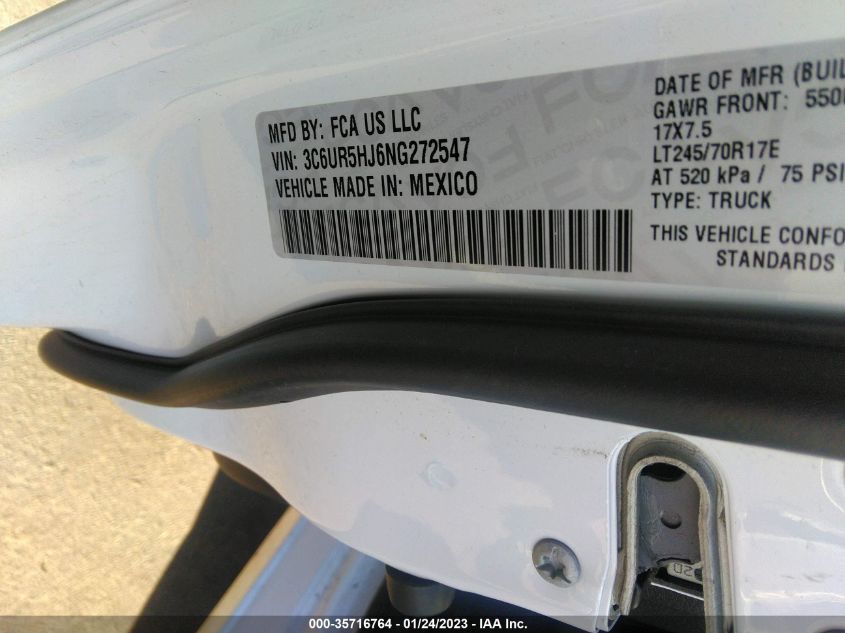 MFD BY: FCA US LLC
VIN: 3C6UR5HJ6NG272547
VEHICLE MADE IN: MEXICO
DATE OF MFR (BUIL
GAWR FRONT: 550
17X7.5
LT245/70R17E
AT 520 kPa / 75 PSI
TYPE: TRUCK
THIS VEHICLE CONFO
STANDARDS
000-35716764 - 01/24/2023 - IAA Inc.